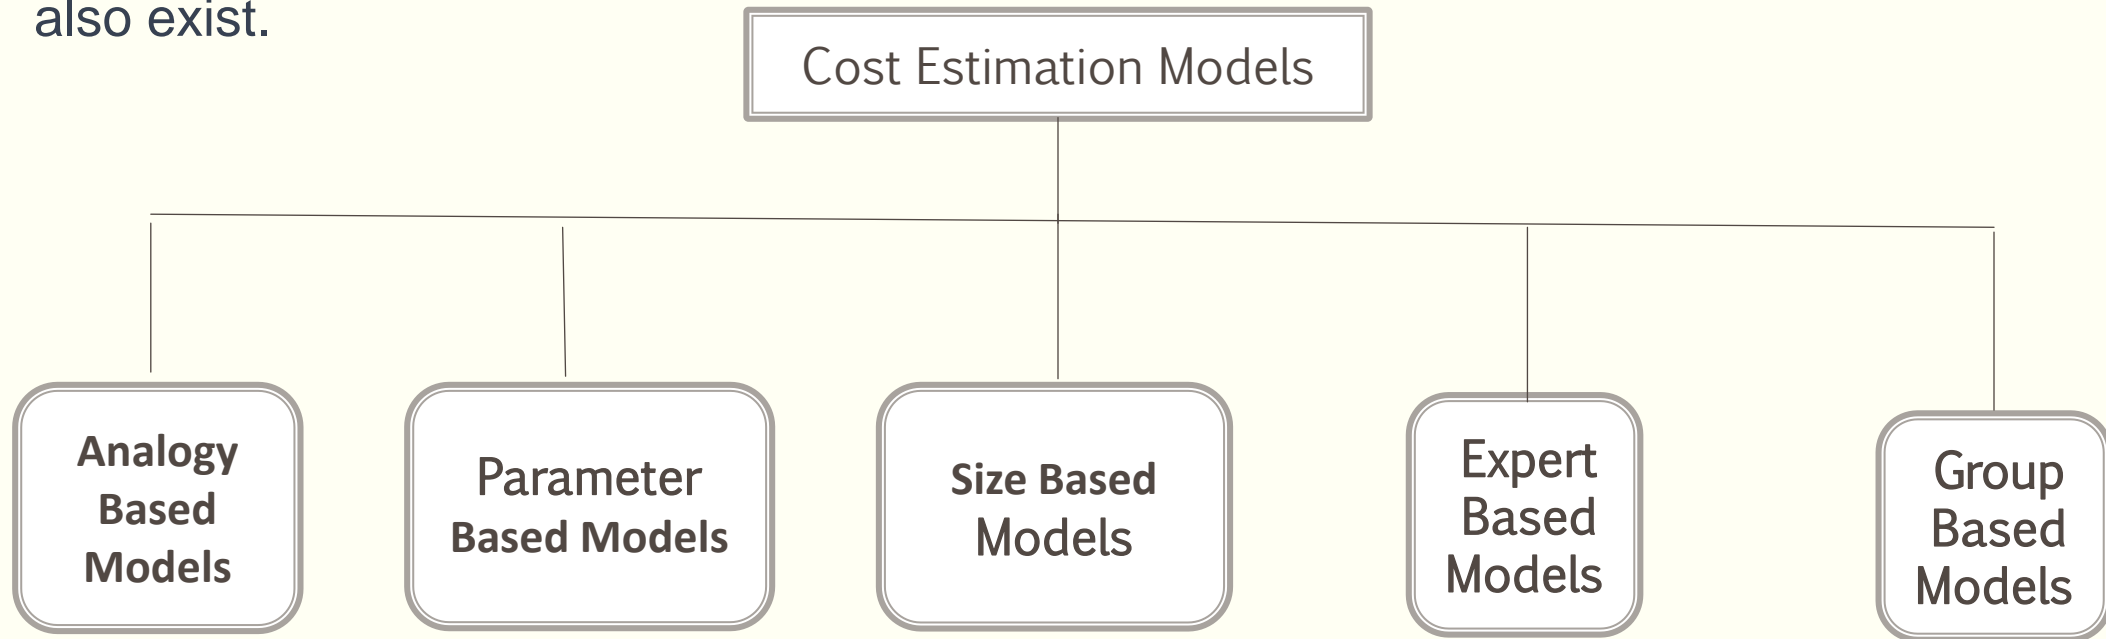 also exist.
Cost Estimation Models
Analogy
Based
Models
Parameter
Based Models
Size Based
Models
Expert
Based
Models
Group
Based
Models